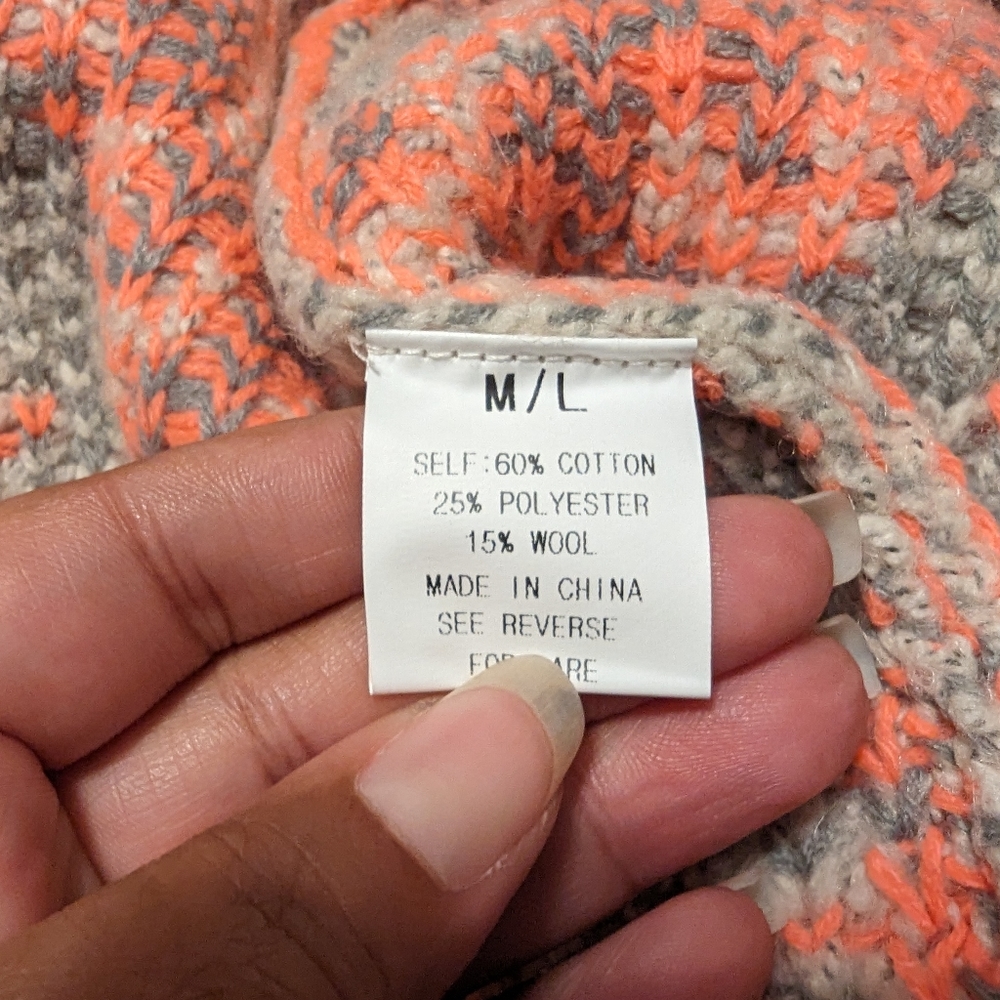 M/L
SELF:60% COTTON
25% POLYESTER
15% WOOL
MADE IN CHINA
SEE REVERSE